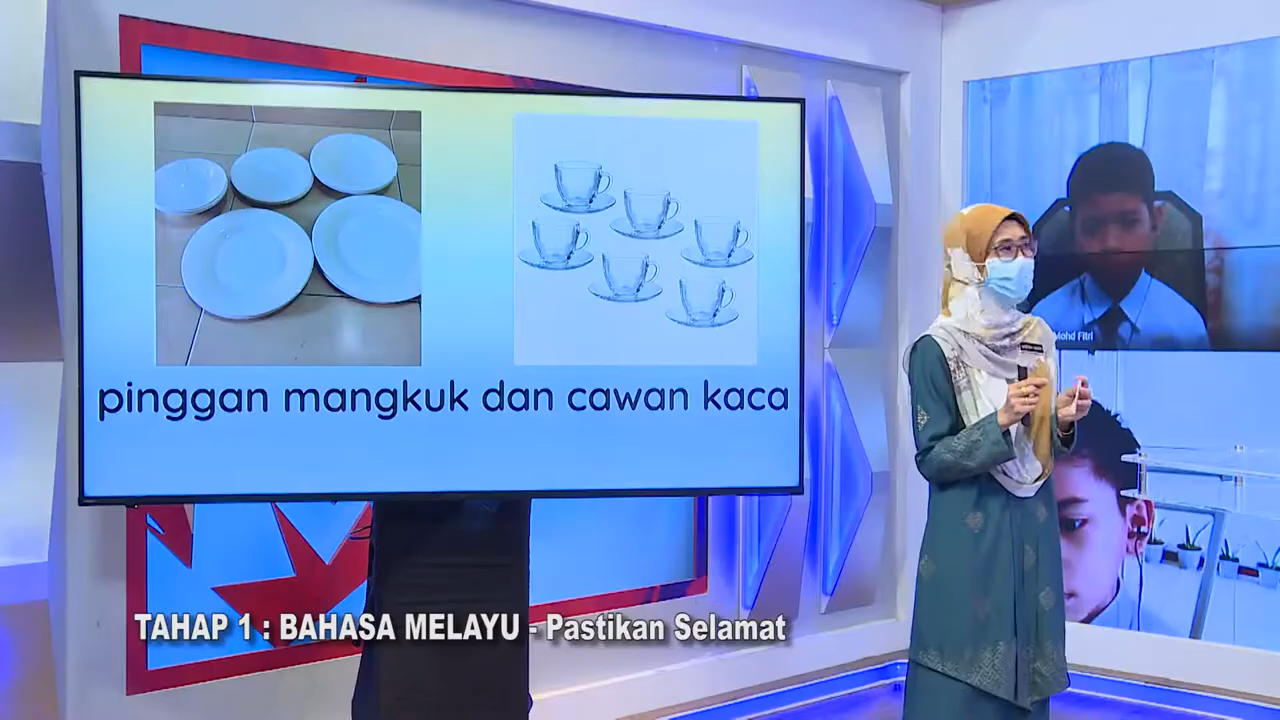 pinggan mangkuk dan cawan kaca
Mohd Fitri
TAHAP 1 : BAHASA MELAYU - Pastikan Selamat